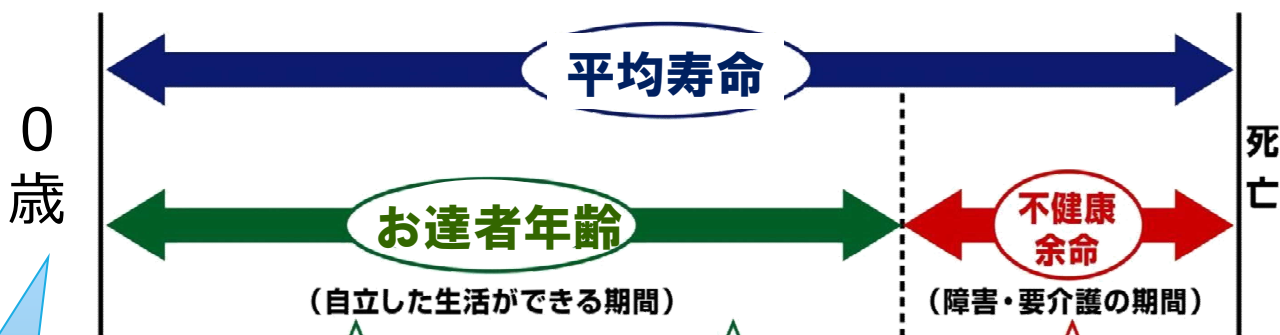 平均寿命
0歳
死亡
お達者年齢
不健康
余命
（自立した生活ができる期間）
（障害・要介護の期間）